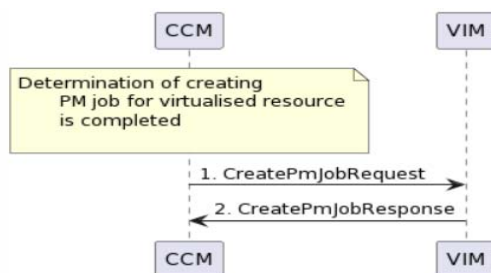 CCM VIM
Determination of creating
PM job for virtualised resource
is completed
1. CreatePmJobRequest
2. CreatePmJobResponse
CCM VIM